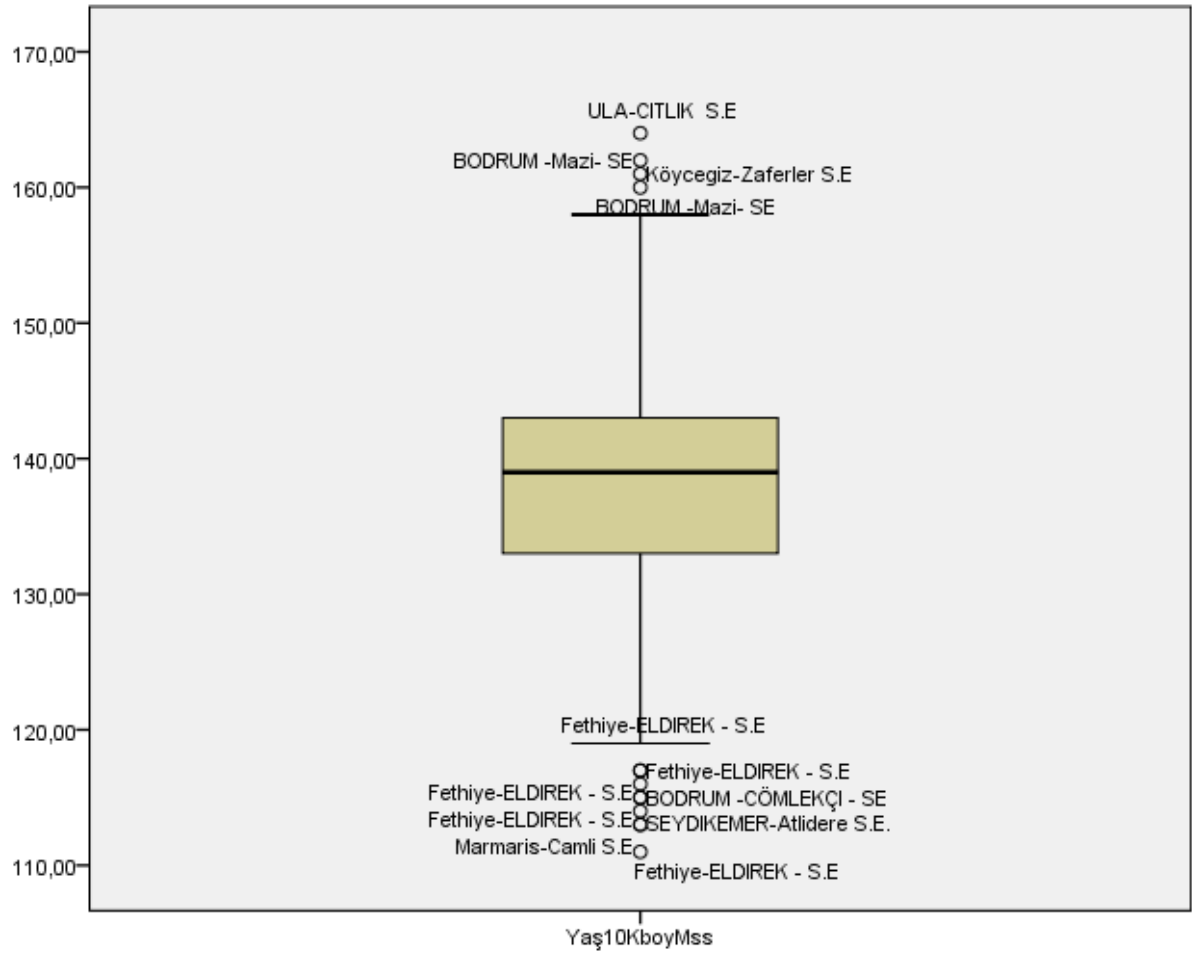 170,00
160,00
150,00
140,00
130,00
120,00
110,00
ULA-CITLIK S.E
BODRUM -Mazi- SE
Köycegiz-Zaferler S.E
BODRUM -Mazi- SE
Fethiye-ELDIREK - S.E
Fethiye-ELDIREK - S.E
Fethiye-ELDIREK - S.E
BODRUM -CÖMLEKÇI - SE
Fethiye-ELDIREK - S.E
SEYDIKEMER-Atlidere S.E.
Marmaris-Camli S.E
Fethiye-ELDIREK - S.E
Yaş10KboyMss